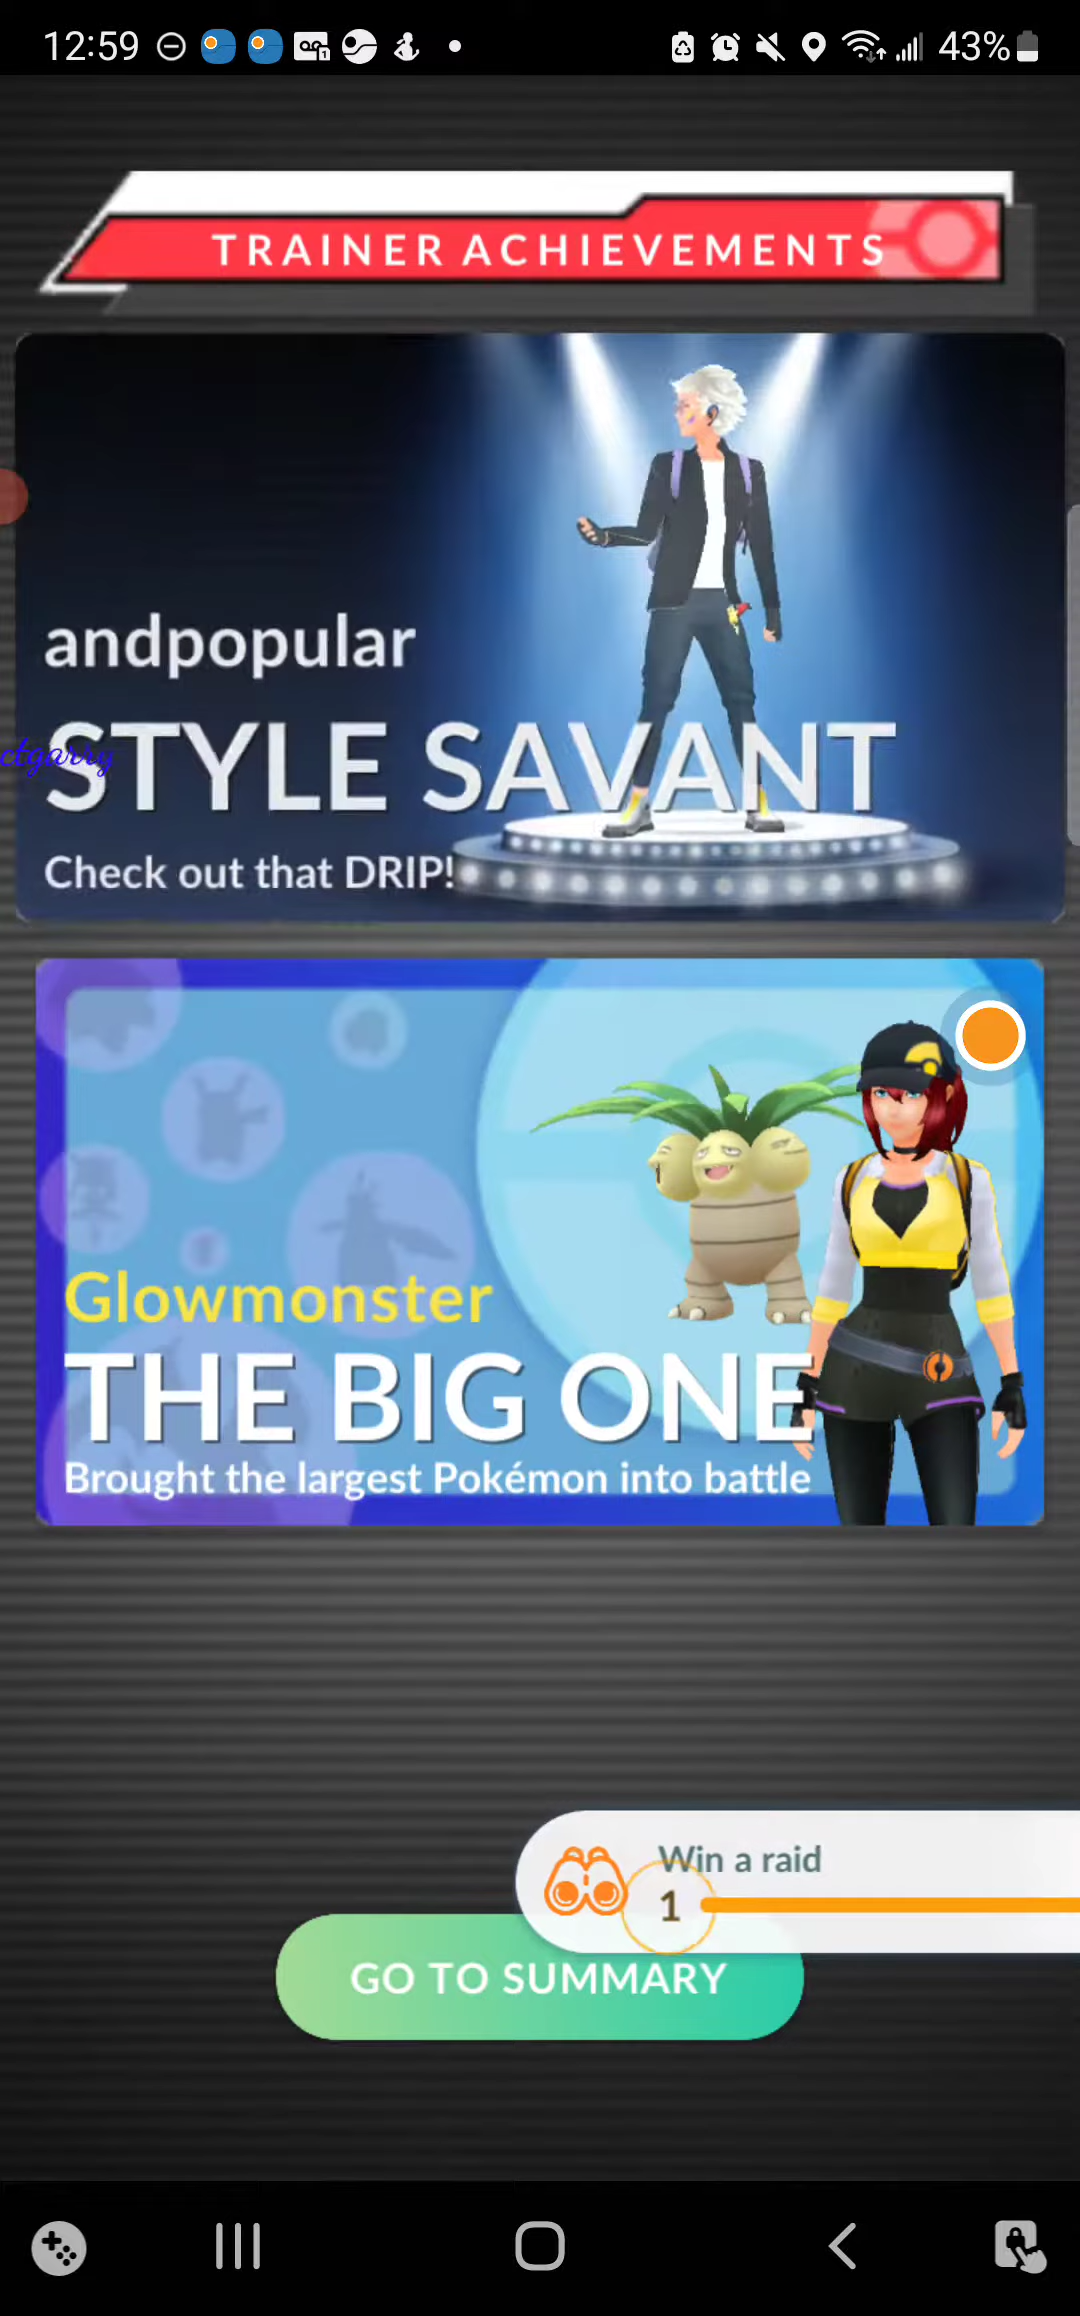 12:59
43%
TRAINER ACHIEVEMENTS
andpopular
STYLE SAVANT
ctgarry
Check out that DRIP!
Glowmonster
THE BIG ONE
Brought the largest Pokémon into battle
Win a raid
1
GO TO SUMMARY